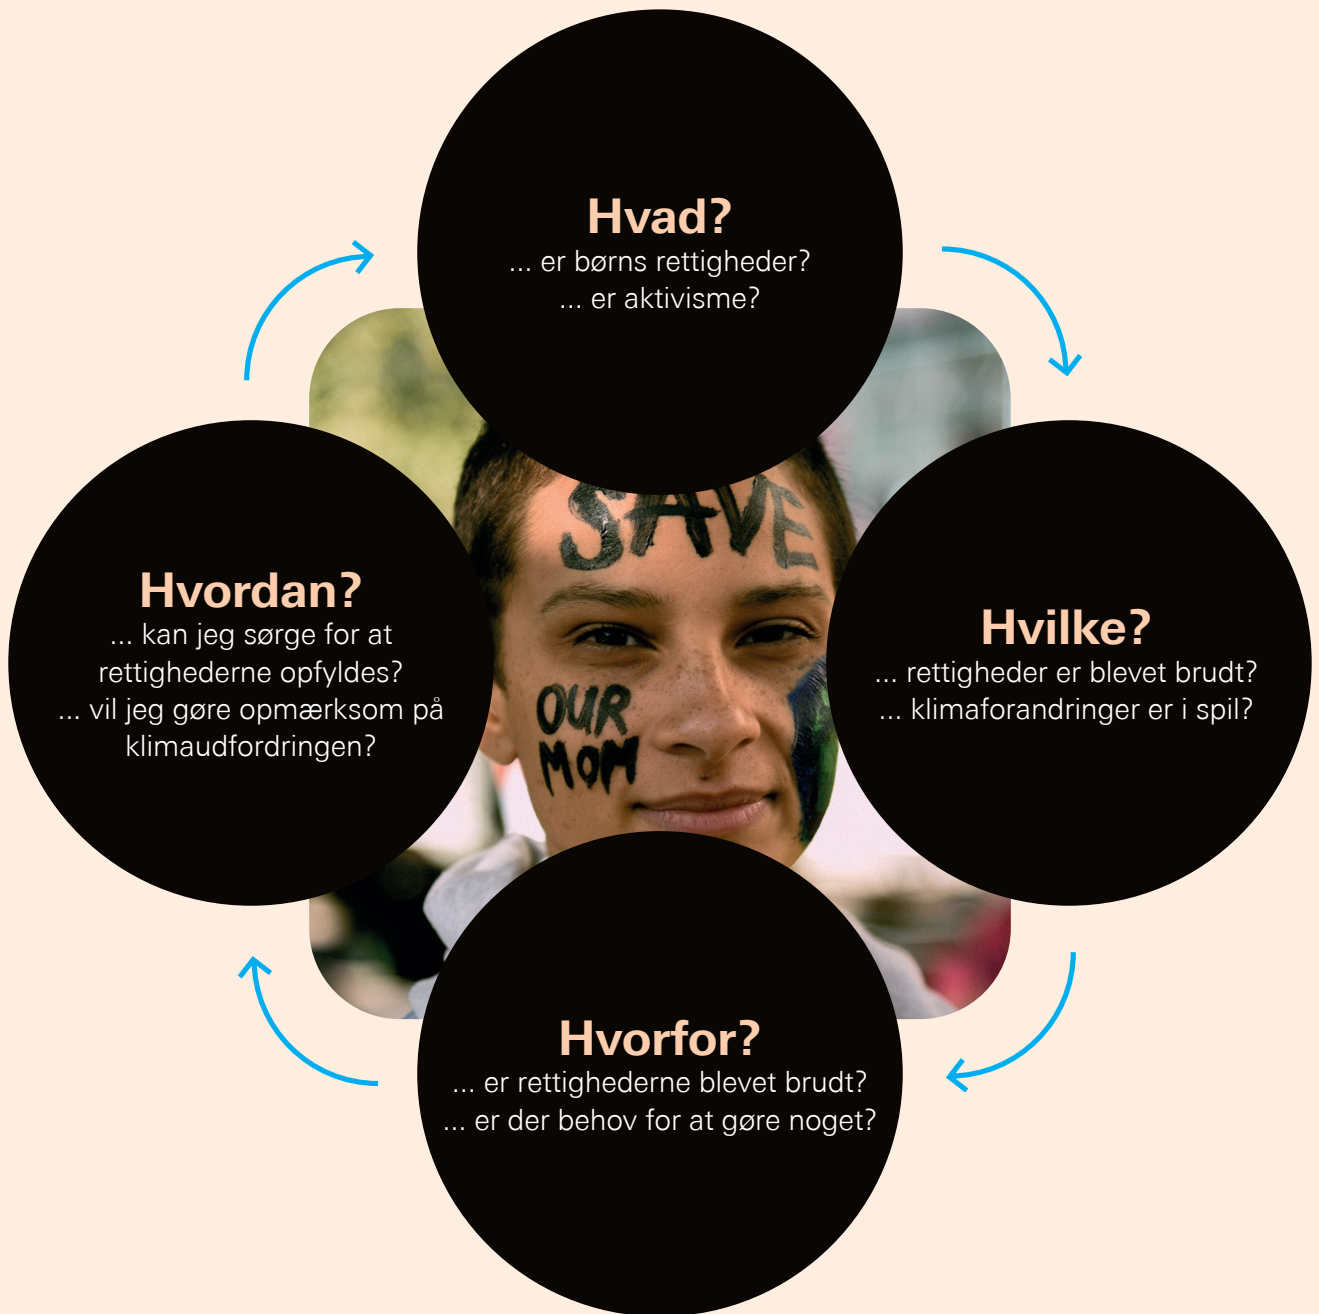 Hvad?
... er børns rettigheder?
... er aktivisme?
Hvilke?
... rettigheder er blevet brudt?
... klimaforandringer er i spil?
Hvorfor?
... er rettighederne blevet brudt?
... er der behov for at gøre noget?
Hvordan?
... kan jeg sørge for at
rettighederne opfyldes?
... vil jeg gøre opmærksom på
klimaudfordringen?
SAVE
OUR
MOM